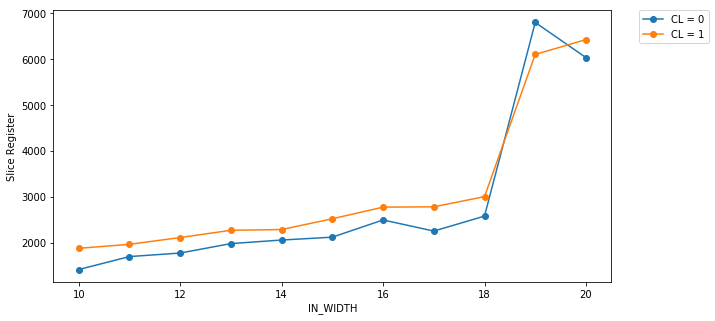 7000
6000
5000
4000
3000
2000
Slice Register
10 12 14 16 18 20
IN_WIDTH
CL = 0
CL = 1